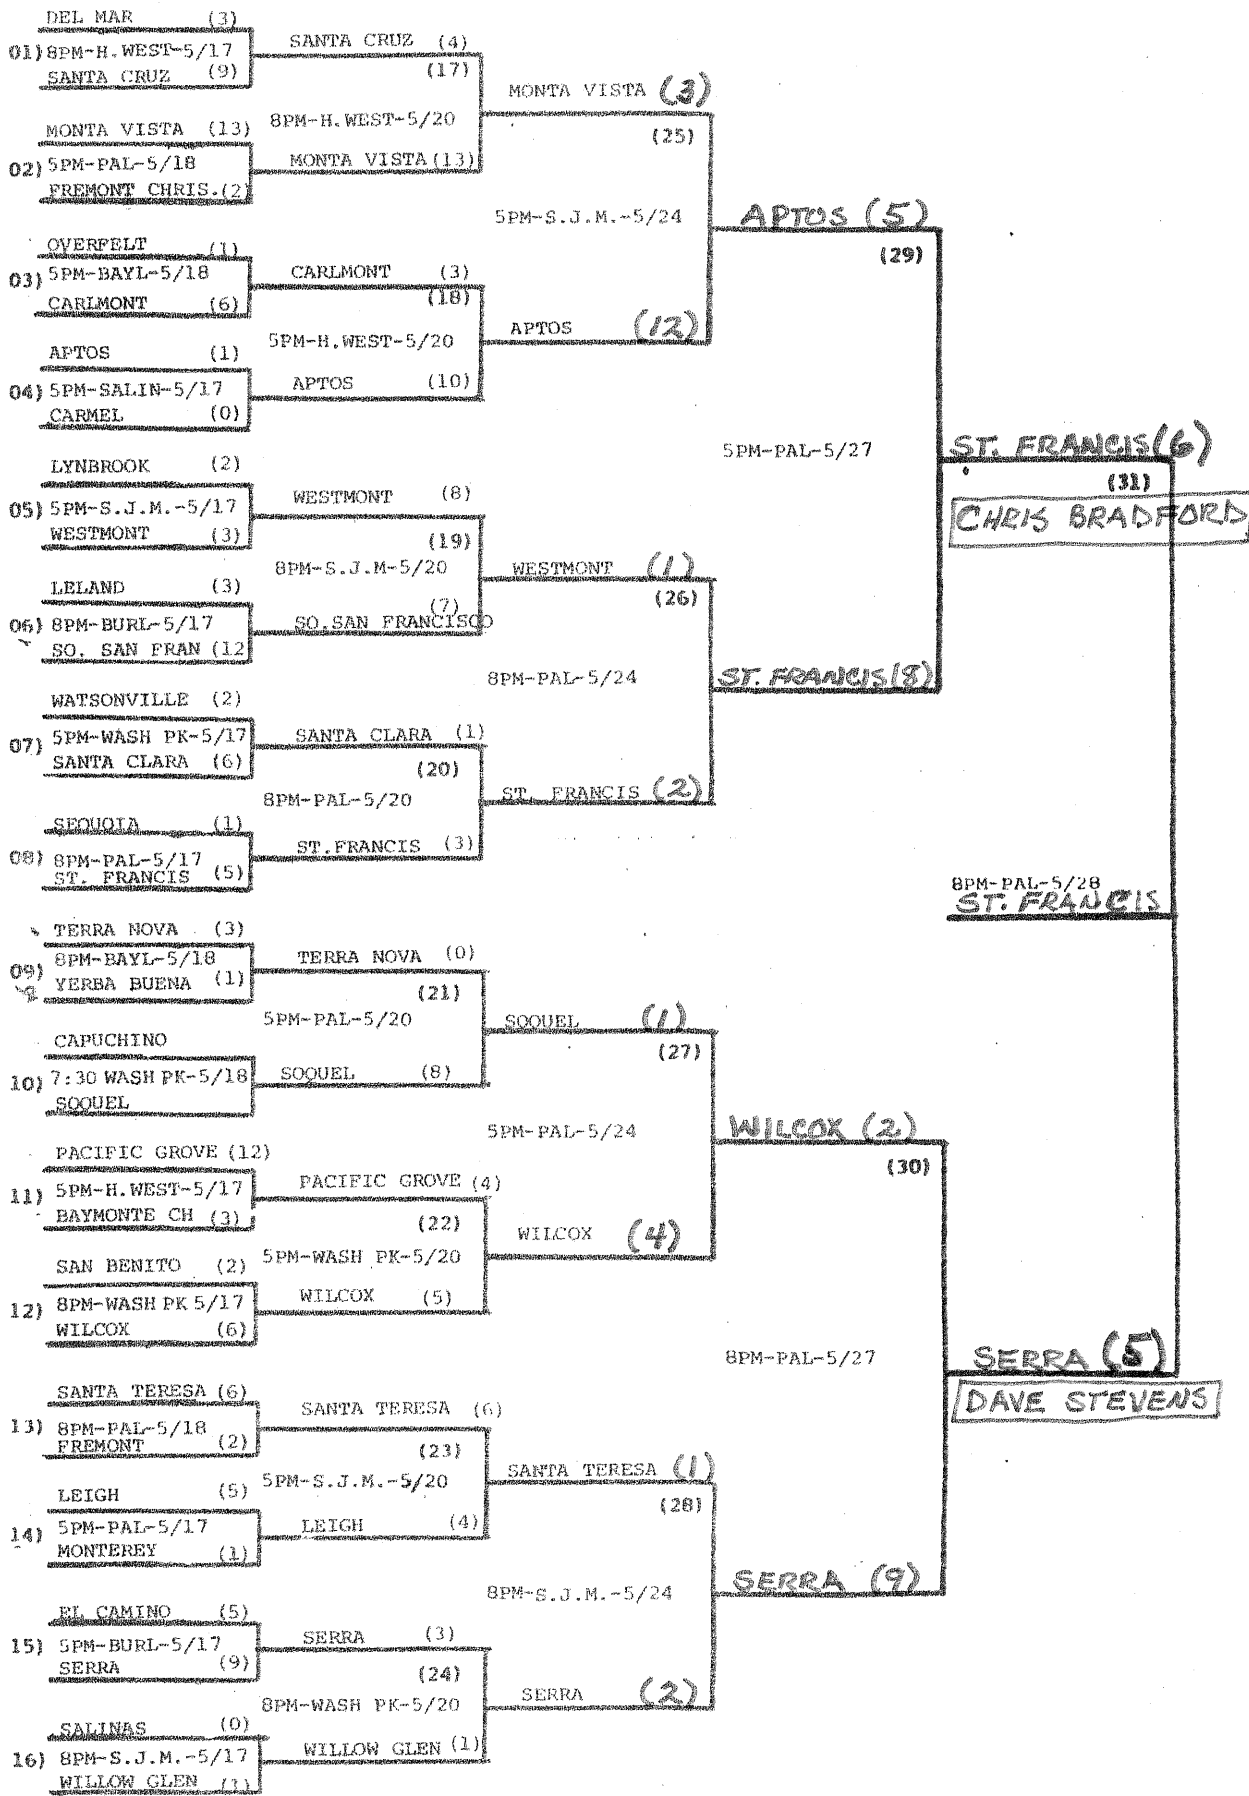 DEL MAR (3)
01) 8PM-H.WEST-5/17
SANTA CRUZ (9)
SANTA CRUZ (4)
(17)
8PM-H.WEST-5/20
MONTA VISTA (13)
02) 5PM-PAL-5/18
FREMONT CHRIS.(2
MONTA VISTA(13)
MONTA VISTA (3)
(25)
5PM-S.J.M.-5/24
OVERFELT (1)
03) 5PM-BAYL-5/18
CARLMONT (6)
CARLMONT (3)
(18)
5PM-H.WEST-5/20
APTOS (1)
04) 5PM-SALIN-5/17
CARMEL (0)
APTOS (10)
APTOS (12)
APTOS (5)
(29)
5PM-PAL-5/27
LYNBROOK (2)
05) 5PM-S.J.M.-5/17
WESTMONT (3)
WESTMONT (8)
(19)
8PM-S.J.M-5/20
LELAND (3)
06) 8PM-BURL-5/17
SO. SAN FRAN (12
(7)
SO.SAN FRANCISCO
WESTMONT (1)
(26)
8PM-PAL-5/24
WATSONVILLE (2)
07) 5PM-WASH PK-5/17
SANTA CLARA (6)
SANTA CLARA (1)
(20)
8PM-PAL-5/20
SEQUOIA (1)
08) 8PM-PAL-5/17
ST. FRANCIS (5)
ST.FRANCIS (3)
ST. FRANCIS (2)
ST. FRANCIS (8)
ST. FRANCIS (6)
(31)
CHRIS BRADFORD
8PM-PAL-5/28
ST. FRANCIS
TERRA NOVA (3)
09) 8PM-BAYL-5/18
YERBA BUENA (1)
TERRA NOVA (0)
(21)
5PM-PAL-5/20
CAPUCHINO
10) 7:30 WASH PK-5/18
SOQUEL
SOQUEL (8)
SOQUEL (1)
(27)
5PM-PAL-5/24
PACIFIC GROVE (12)
11) 5PM-H.WEST-5/17
BAYMONTE CH (3)
PACIFIC GROVE (4)
(22)
5PM-WASH PK-5/20
SAN BENITO (2)
12) 8PM-WASH PK 5/17
WILCOX (6)
WILCOX (5)
WILCOX (4)
WILCOX (2)
(30)
8PM-PAL-5/27
SANTA TERESA (6)
13) 8PM-PAL-5/18
FREMONT (2)
SANTA TERESA (6)
(23)
5PM-S.J.M.-5/20
LEIGH (5)
14) 5PM-PAL-5/17
MONTEREY (1)
LEIGH (4)
SANTA TERESA (1)
(28)
8PM-S.J.M.-5/24
EL CAMINO (5)
15) 5PM-BURL-5/17
SERRA (9)
SERRA (3)
(24)
8PM-WASH PK-5/20
SALINAS (0)
16) 8PM-S.J.M.-5/17
WILLOW GLEN (1)
WILLOW GLEN (1)
SERRA (2)
SERRA (9)
SERRA (5)
DAVE STEVENS